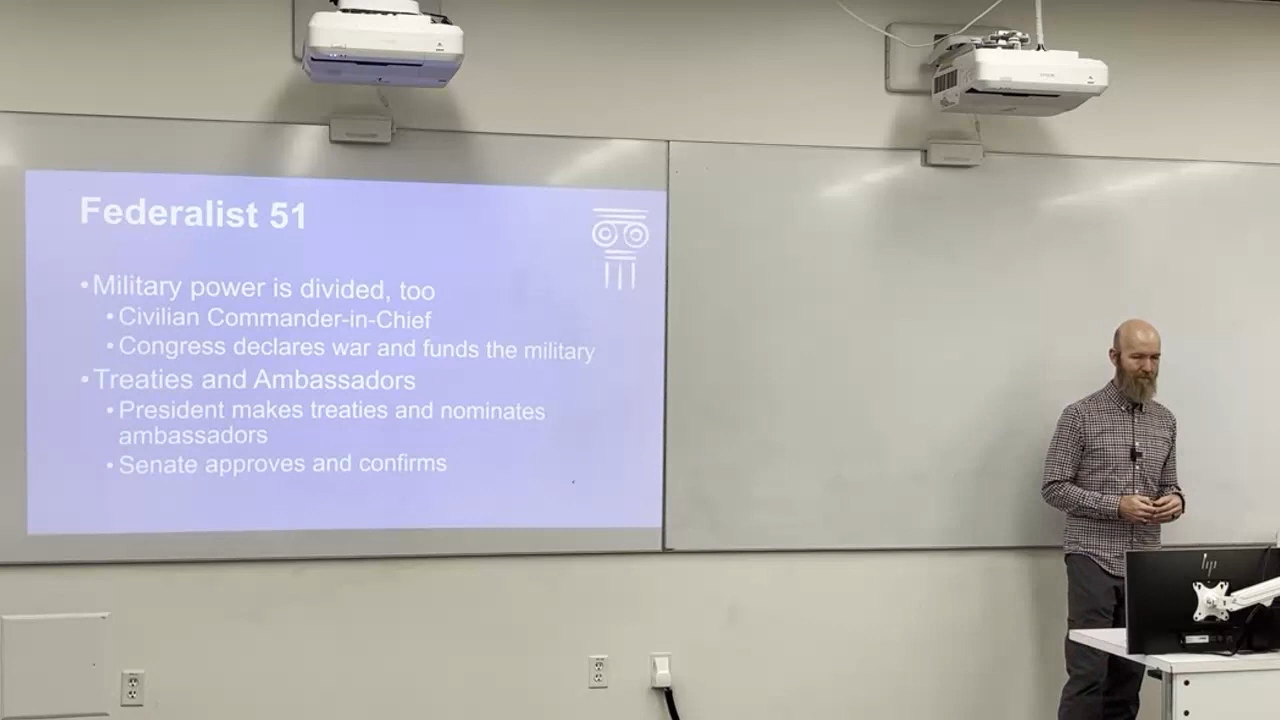 Federalist 51
•Military power is divided, too
•Civilian Commander-in-Chief
•Congress declares war and funds the military
•Treaties and Ambassadors
•President makes treaties and nominates
ambassadors
•Senate approves and confirms
hp